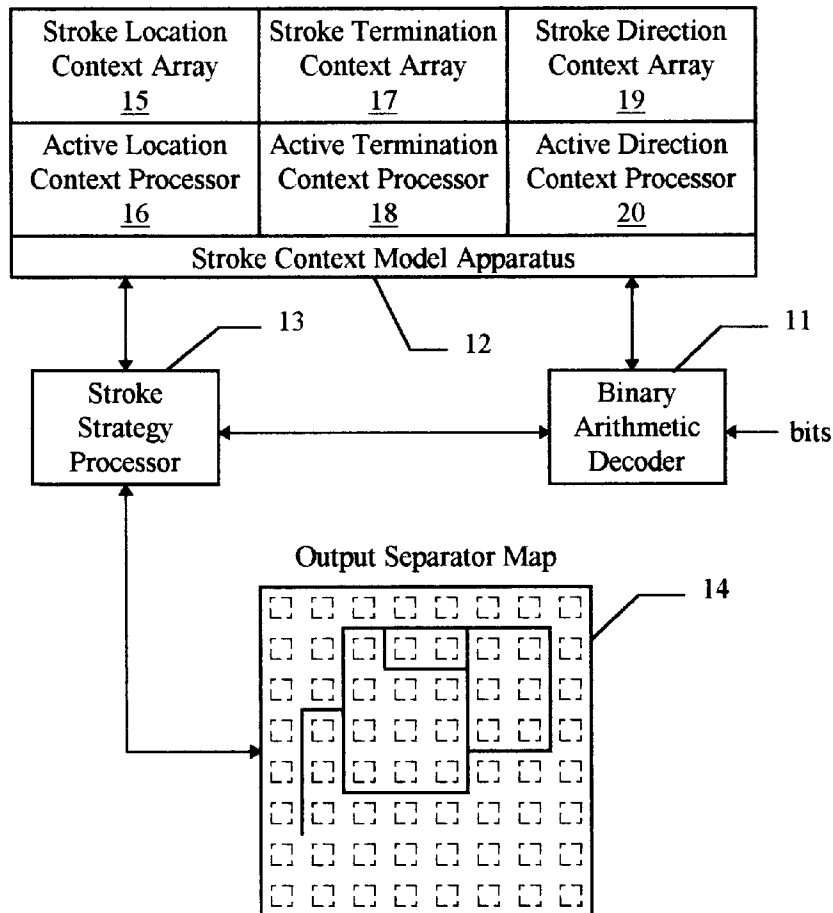 Stroke Location
Context Array
15
Stroke Termination
Context Array
17
Stroke Direction
Context Array
19
Active Location
Context Processor
16
Active Termination
Context Processor
18
Active Direction
Context Processor
20
Stroke Context Model Apparatus
13
12
11
Stroke
Strategy
Processor
Binary
Arithmetic
Decoder
bits
Output Separator Map
14